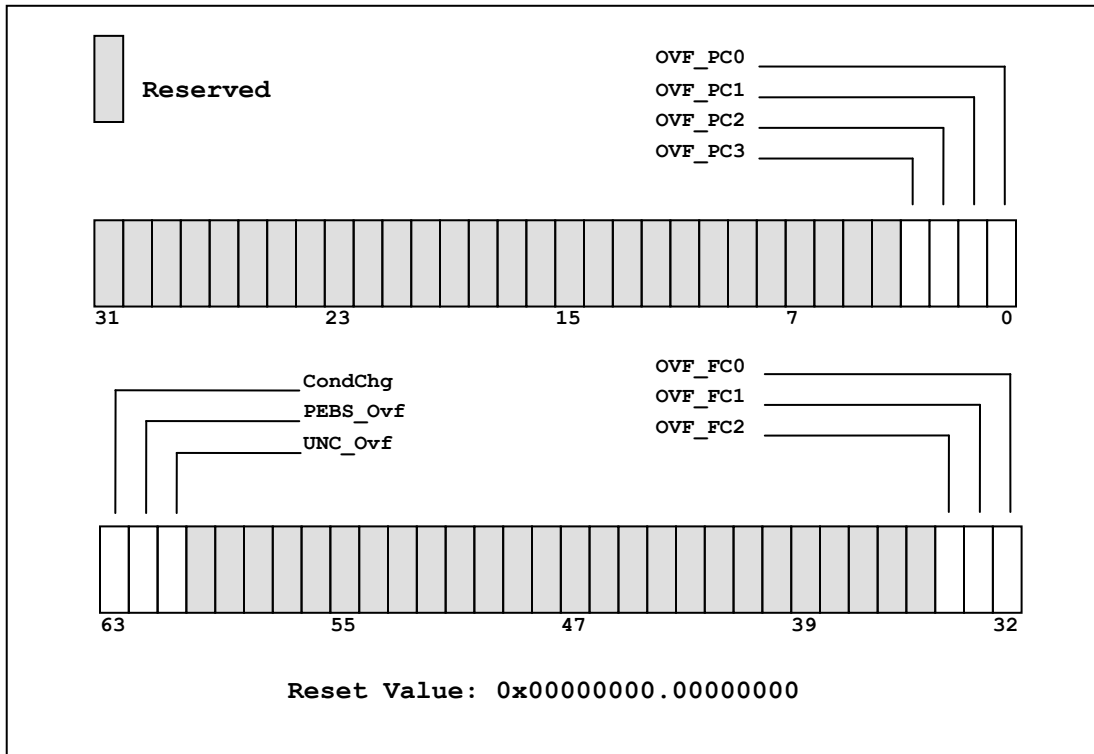 Reserved
OVF_PC0
OVF_PC1
OVF_PC2
OVF_PC3
31 23 15 7 0
CondChg
PEBS_Ovf
UNC_Ovf
OVF_FC0
OVF_FC1
OVF_FC2
63 55 47 39 32
Reset Value: 0x00000000.00000000